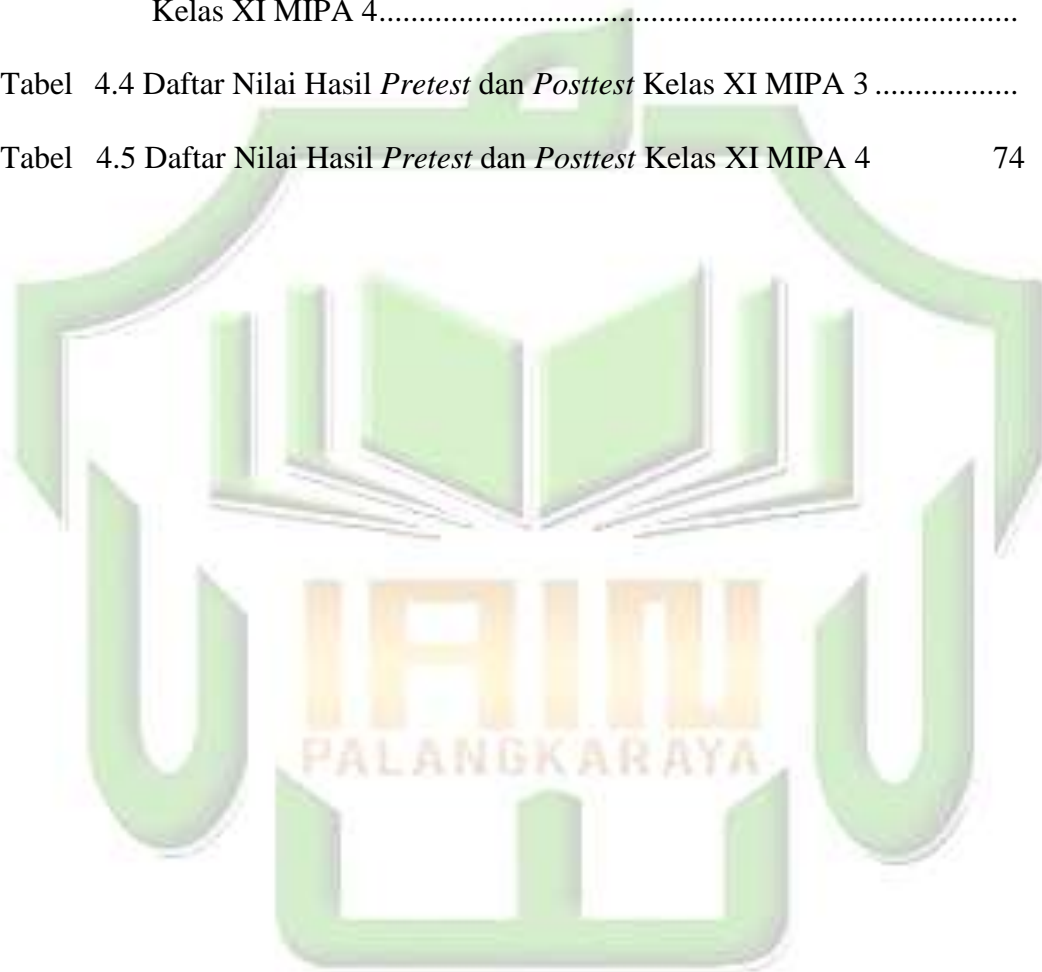 Kelas XI MIPA 4................................................................................
Tabel 4.4 Daftar Nilai Hasil Pretest dan Posttest Kelas XI MIPA 3 ..................
Tabel 4.5 Daftar Nilai Hasil Pretest dan Posttest Kelas XI MIPA 4 74
IAIN
PALANGKARAYA